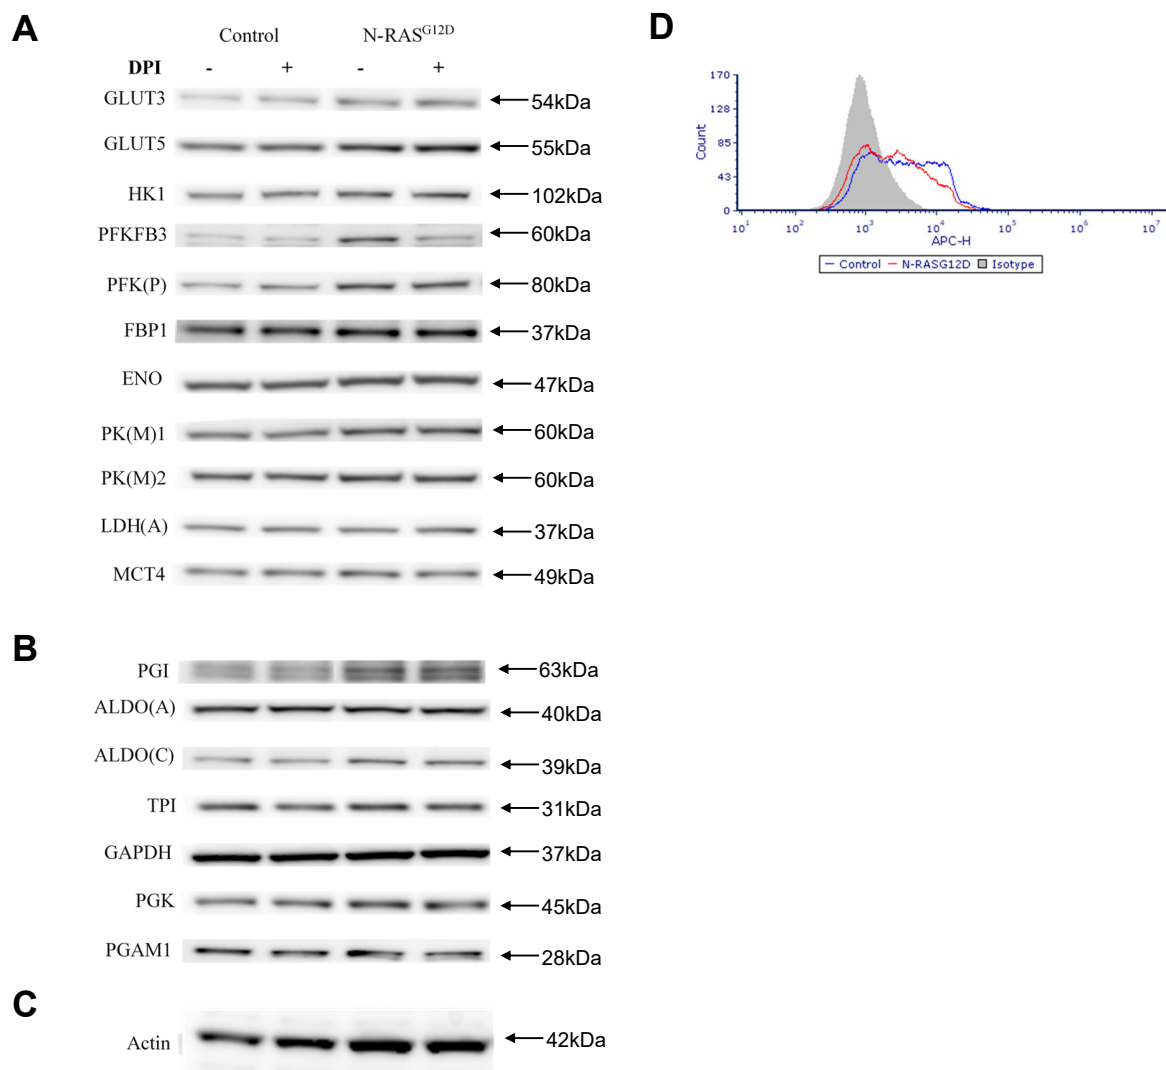 A
Control N-RASG12D
DPI - + - +
GLUT3 54kDa
GLUT5 55kDa
HK1 102kDa
PFKFB3 60kDa
PFK(P) 80kDa
FBP1 37kDa
ENO 47kDa
PK(M)1 60kDa
PK(M)2 60kDa
LDH(A) 37kDa
MCT4 49kDa
B
PGI 63kDa
ALDO(A) 40kDa
ALDO(C) 39kDa
TPI 31kDa
GAPDH 37kDa
PGK 45kDa
PGAM1 28kDa
C
Actin 42kDa
D
170
128
85
43
0
Count
10^1 10^2 10^3 10^4 10^5 10^6 10^7
APC-H
Control N-RASG12D Isotype